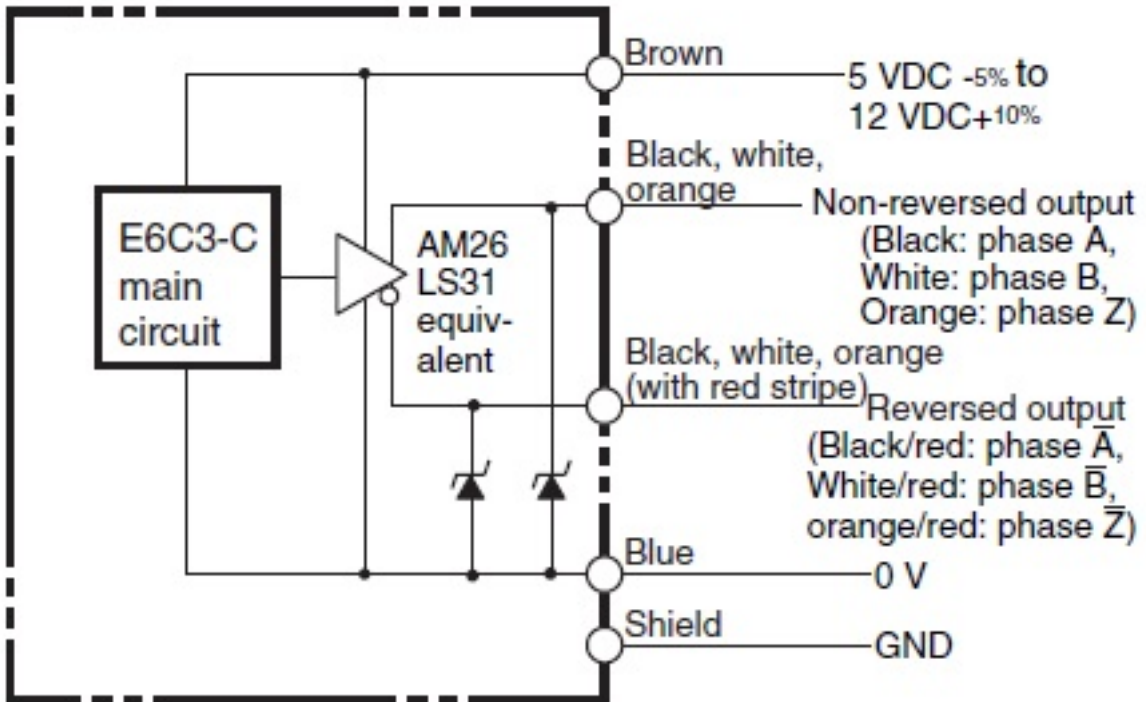 Brown
5 VDC -5% to
12 VDC+10%
Black, white,
orange
Non-reversed output
(Black: phase A,
White: phase B,
Orange: phase Z)
E6C3-C
main
circuit
AM26
LS31
equiv-
alent
Black, white, orange
(with red stripe)
Reversed output
(Black/red: phase A̅,
White/red: phase B̅,
orange/red: phase Z̅)
Blue
0 V
Shield
GND